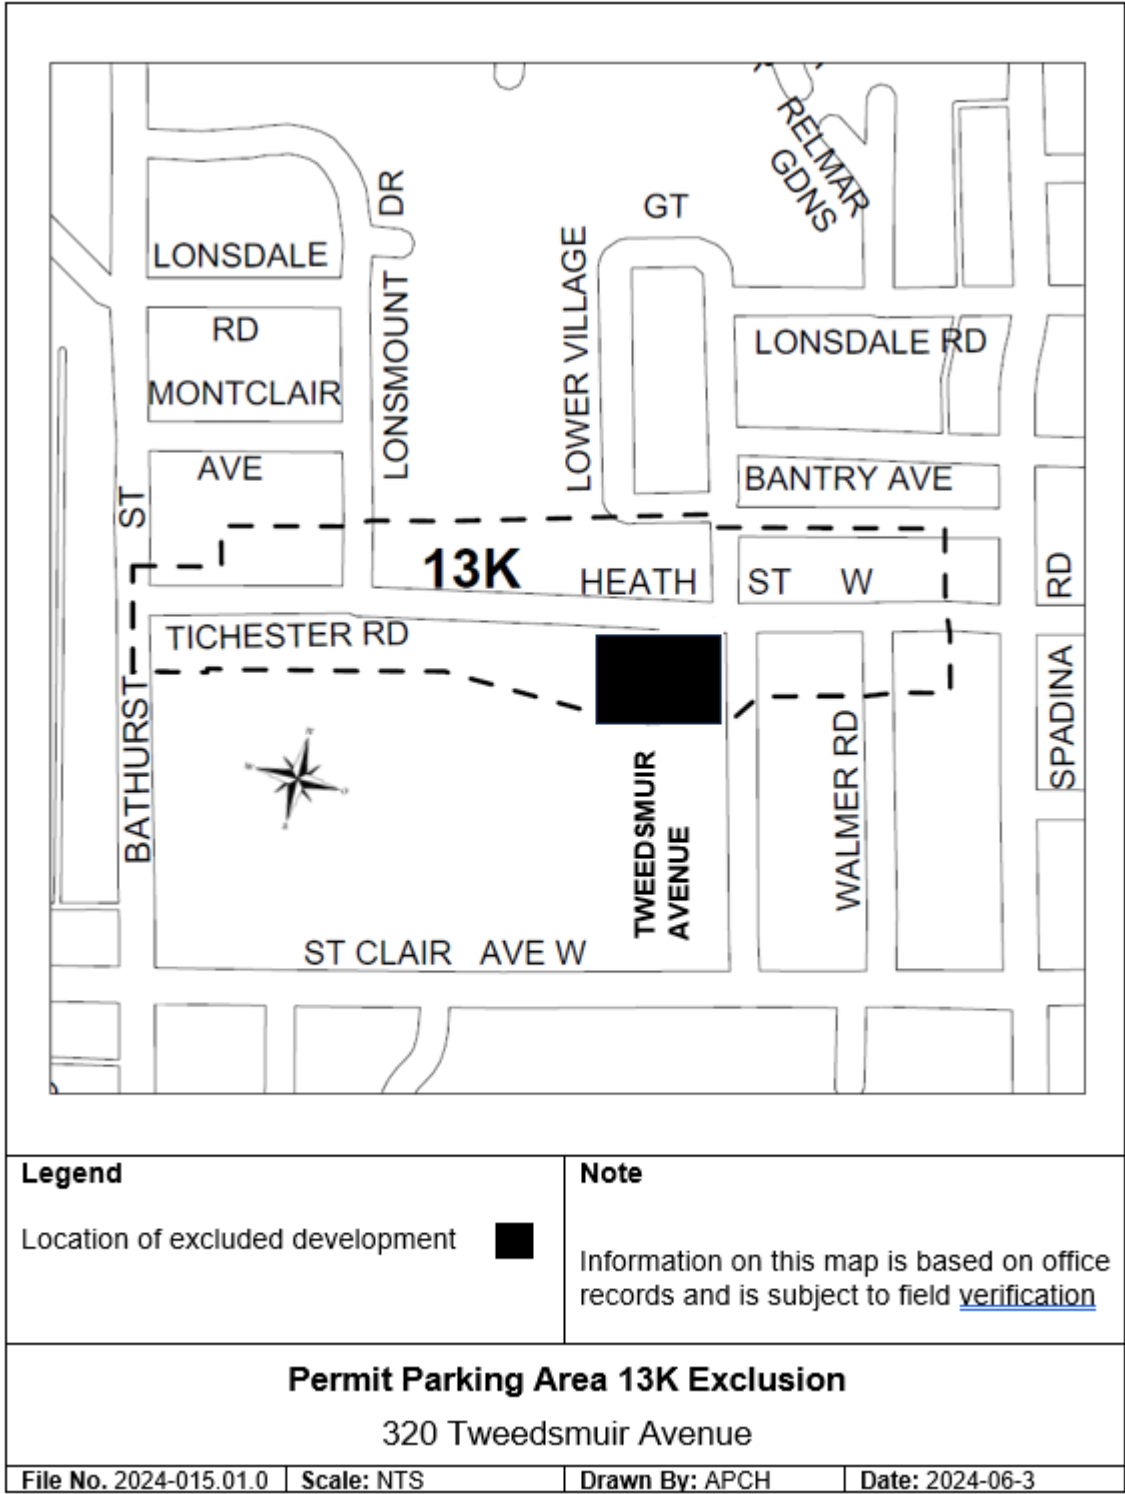 RELMAR
GDNS
DR
GT
LONSDALE
RD
LONSMOUNT
LOWER VILLAGE
LONSDALE RD
MONTCLAIR
AVE
BANTRY AVE
ST
13K
HEATH
ST W
RD
TICHESTER RD
BATHURST
SPADINA
WALMER RD
TWEEDSMUIR
AVENUE
ST CLAIR AVE W
Legend
Location of excluded development
Note
Information on this map is based on office
records and is subject to field verification
Permit Parking Area 13K Exclusion
320 Tweedsmuir Avenue
File No. 2024-015.01.0
Scale: NTS
Drawn By: APCH
Date: 2024-06-3